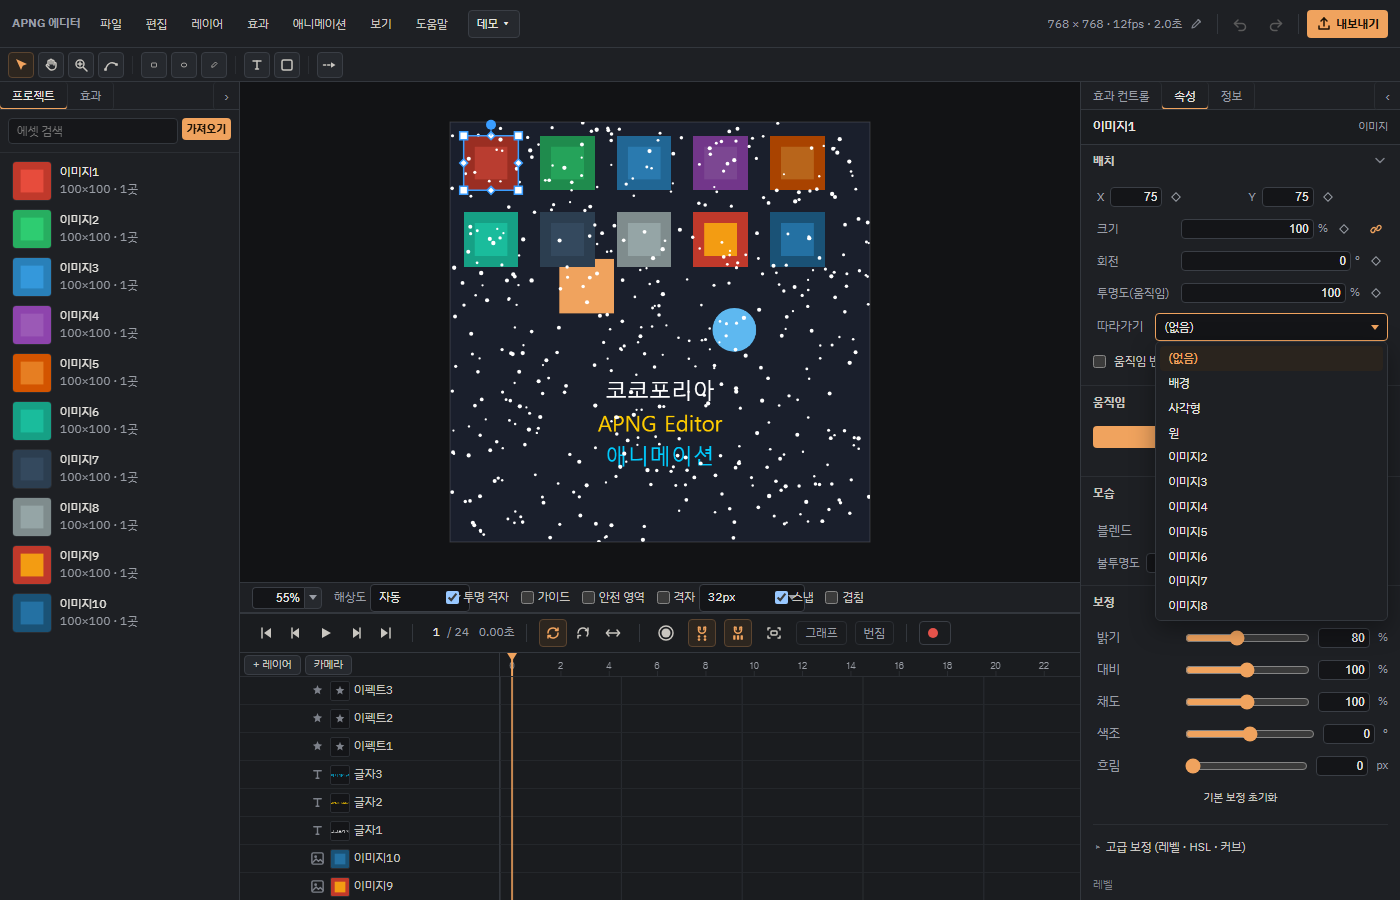 APNG 에디터 파일 편집 레이어 효과 애니메이션 보기 도움말 데모 768 × 768 · 12fps · 2.0초 내보내기
프로젝트 효과
에셋 검색 가져오기
이미지1
100×100 · 1곳
이미지2
100×100 · 1곳
이미지3
100×100 · 1곳
이미지4
100×100 · 1곳
이미지5
100×100 · 1곳
이미지6
100×100 · 1곳
이미지7
100×100 · 1곳
이미지8
100×100 · 1곳
이미지9
100×100 · 1곳
이미지10
100×100 · 1곳
코코포리아
APNG Editor
애니메이션
55% 해상도 자동 투명 격자 가이드 안전 영역 격자 32px 스냅 겹침
1 / 24 0.00초 그래프 번짐
+ 레이어 카메라 0 2 4 6 8 10 12 14 16 18 20 22
이펙트3
이펙트2
이펙트1
글자3
글자2
글자1
이미지10
이미지9
효과 컨트롤 속성 정보
이미지1 이미지
배치
X 75 Y 75
크기 100 %
회전 0 °
투명도(움직임) 100 %
따라가기 (없음)
움직임
모습
블렌드
불투명도
(없음)
배경
사각형
원
이미지2
이미지3
이미지4
이미지5
이미지6
이미지7
이미지8
보정
밝기 80 %
대비 100 %
채도 100 %
색조 0 °
흐림 0 px
기본 보정 초기화
고급 보정 (레벨 · HSL · 커브)
레벨